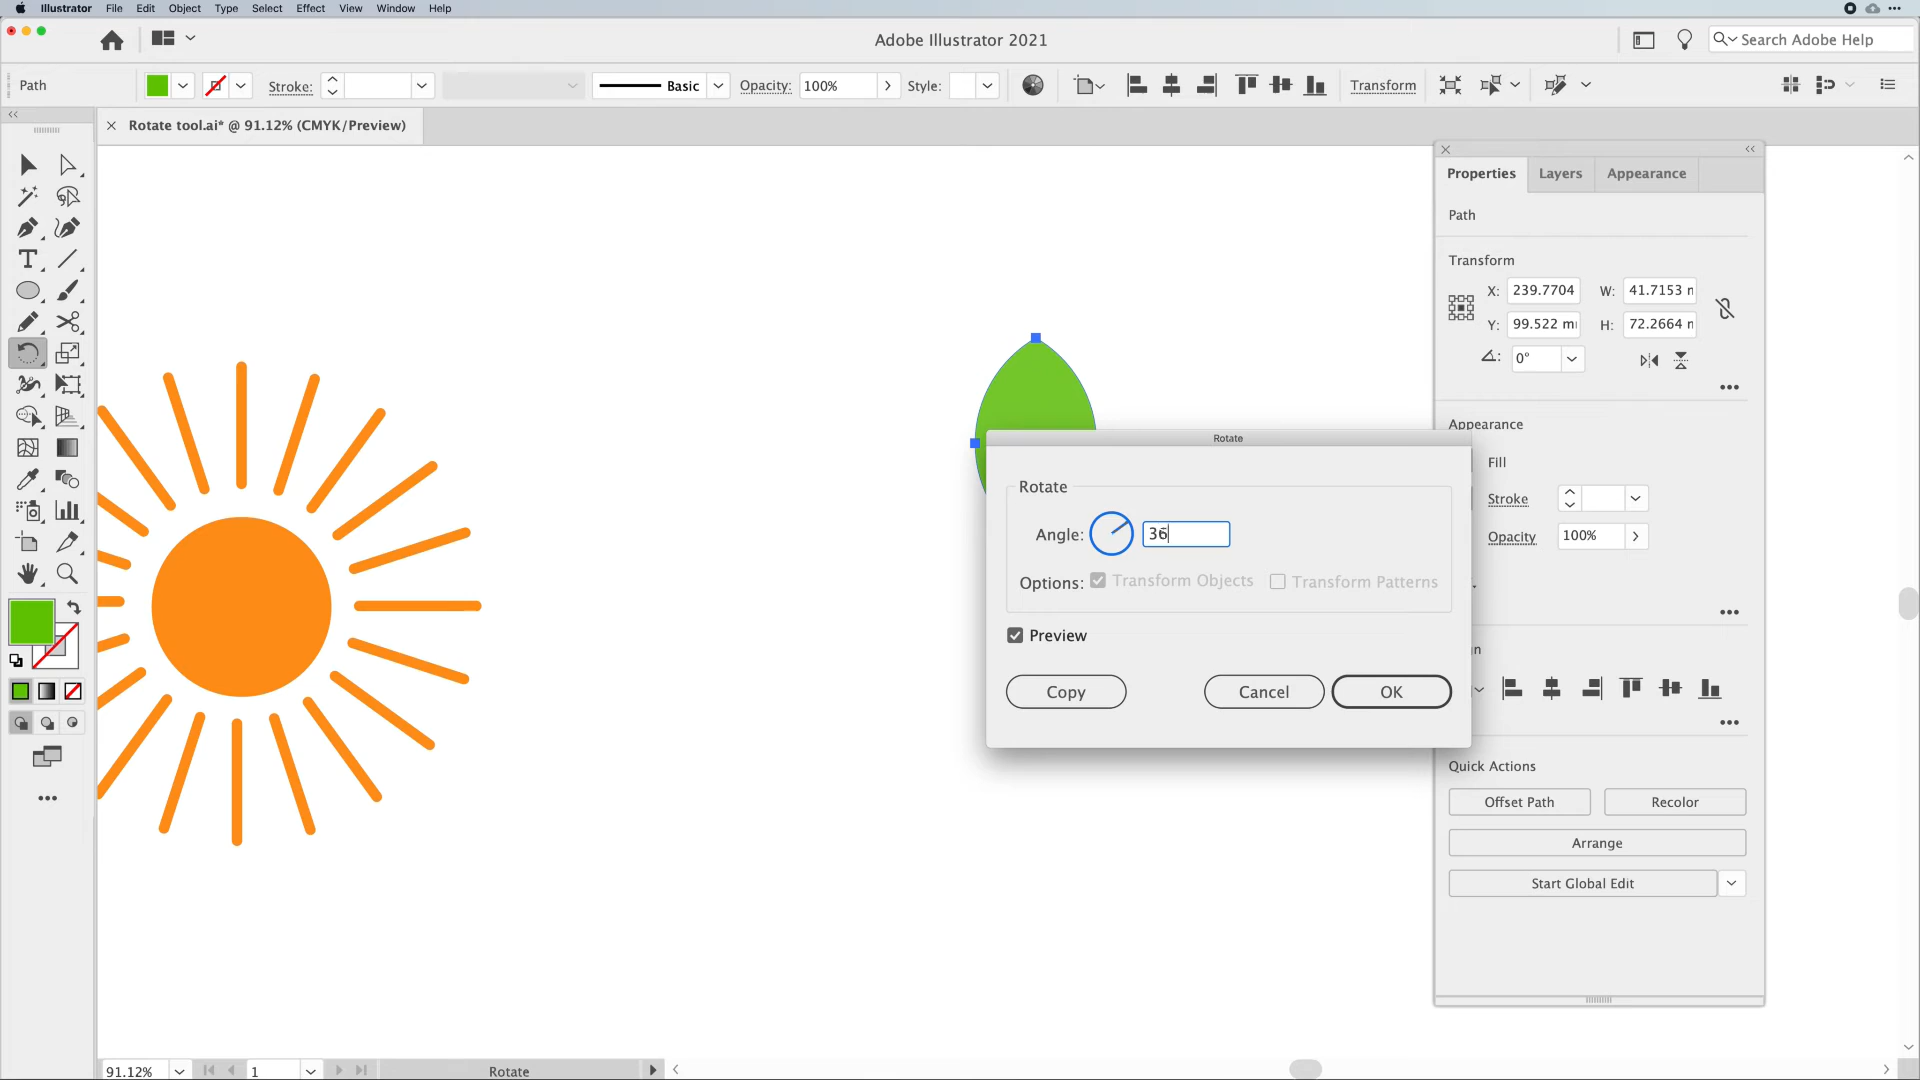 Illustrator File Edit Object Type Select Effect View Window Help
Adobe Illustrator 2021
Search Adobe Help
Path
Stroke:
Basic
Opacity: 100%
Style:
Transform
Rotate tool.ai* @ 91.12% (CMYK/Preview)
Properties Layers Appearance
Path
Transform
X: 239.7704 W: 41.7153 
Y: 99.522 H: 72.2664 
0°
Appearance
Fill
Stroke
Opacity 100%
Rotate
Rotate
Angle: 36
Options: Transform Objects Transform Patterns
Preview
Copy Cancel OK
Quick Actions
Offset Path Recolor
Arrange
Start Global Edit
91.12% 1 Rotate